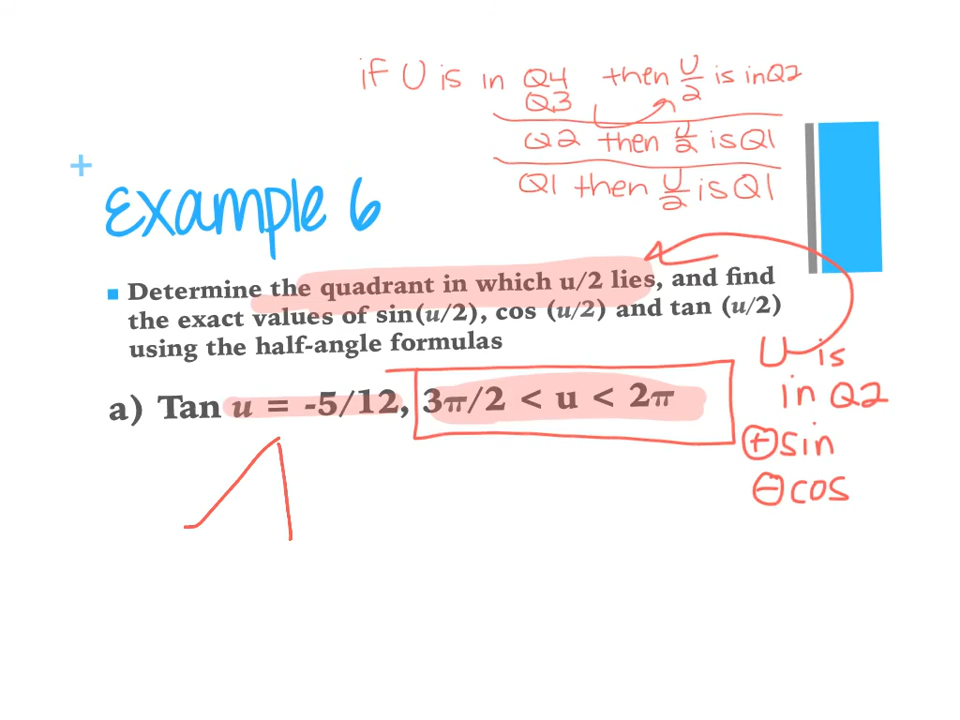 if U is in Q4 then U/2 is in Q2
Q3
Q2 then U/2 is Q1
Q1 then U/2 is Q1
+
Example 6
■ Determine the quadrant in which u/2 lies, and find
the exact values of sin(u/2), cos (u/2) and tan (u/2)
using the half-angle formulas
a) Tan u = -5/12, 3π/2 < u < 2π
U is
in Q2
⊕ sin
⊖ cos